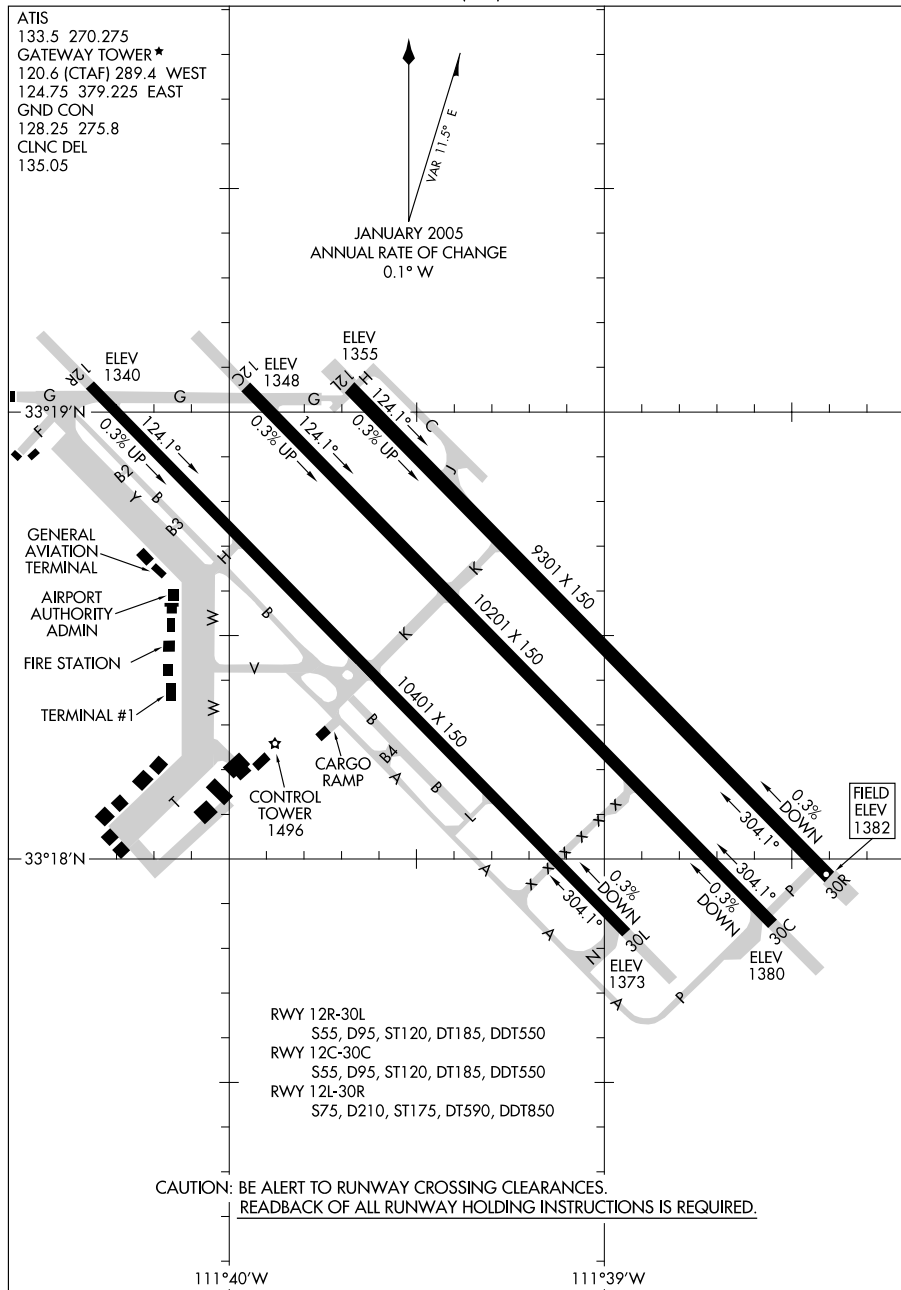 ATIS
133.5 270.275
GATEWAY TOWER★
120.6 (CTAF) 289.4 WEST
124.75 379.225 EAST
GND CON
128.25 275.8
CLNC DEL
135.05
VAR 11.5° E
JANUARY 2005
ANNUAL RATE OF CHANGE
0.1° W
ELEV
1340
ELEV
1348
ELEV
1355
12R
12C
12L
H
G
G
G
C
J
F
33°19'N
124.1°
0.3% UP
124.1°
0.3% UP
124.1°
0.3% UP
B2
Y
B
B3
H
B
K
K
GENERAL
AVIATION
TERMINAL
AIRPORT
AUTHORITY
ADMIN
FIRE STATION
TERMINAL #1
W
W
V
9301 X 150
10201 X 150
10401 X 150
B
B4
A
B
L
A
CARGO
RAMP
CONTROL
TOWER
1496
T
X X X X X X
FIELD
ELEV
1382
0.3%
DOWN
304.1°
30R
0.3%
DOWN
304.1°
30C
0.3%
DOWN
304.1°
30L
33°18'N
P
ELEV
1380
ELEV
1373
A
N
A
P
RWY 12R-30L
S55, D95, ST120, DT185, DDT550
RWY 12C-30C
S55, D95, ST120, DT185, DDT550
RWY 12L-30R
S75, D210, ST175, DT590, DDT850
CAUTION: BE ALERT TO RUNWAY CROSSING CLEARANCES.
READBACK OF ALL RUNWAY HOLDING INSTRUCTIONS IS REQUIRED.
111°40'W
111°39'W